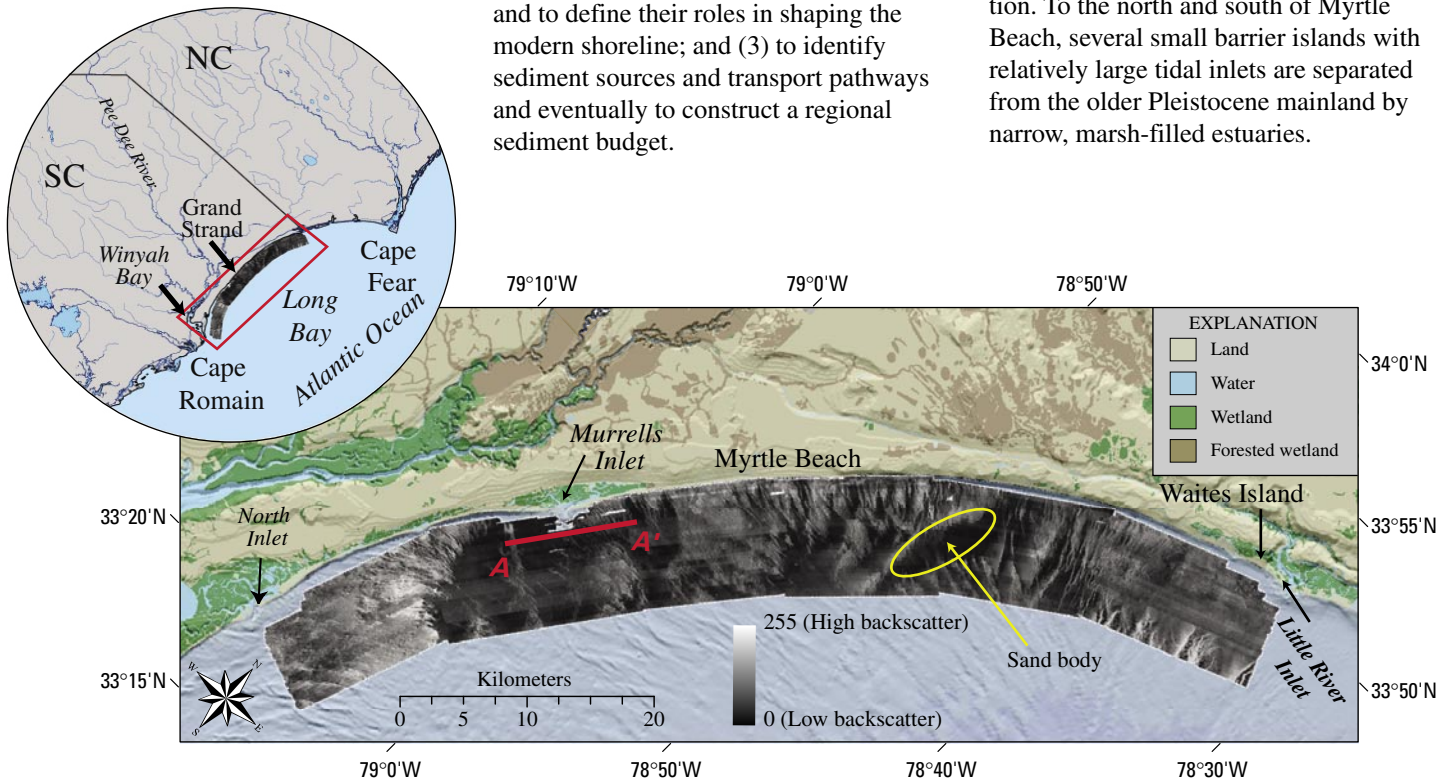 and to define their roles in shaping the
modern shoreline; and (3) to identify
sediment sources and transport pathways
and eventually to construct a regional
sediment budget.
tion. To the north and south of Myrtle
Beach, several small barrier islands with
relatively large tidal inlets are separated
from the older Pleistocene mainland by
narrow, marsh-filled estuaries.
NC
SC
Pee Dee River
Grand
Strand
Winyah
Bay
Cape
Fear
Long
Bay
Atlantic Ocean
Cape
Romain
79°10'W
79°0'W
78°50'W
EXPLANATION
Land
Water
Wetland
Forested wetland
34°0'N
Murrells
Inlet
Myrtle Beach
Waites Island
33°20'N
North
Inlet
33°55'N
A
A'
255 (High backscatter)
0 (Low backscatter)
Sand body
Little River
Inlet
W
N
S
E
Kilometers
0 5 10 20
33°15'N
33°50'N
79°0'W
78°50'W
78°40'W
78°30'W